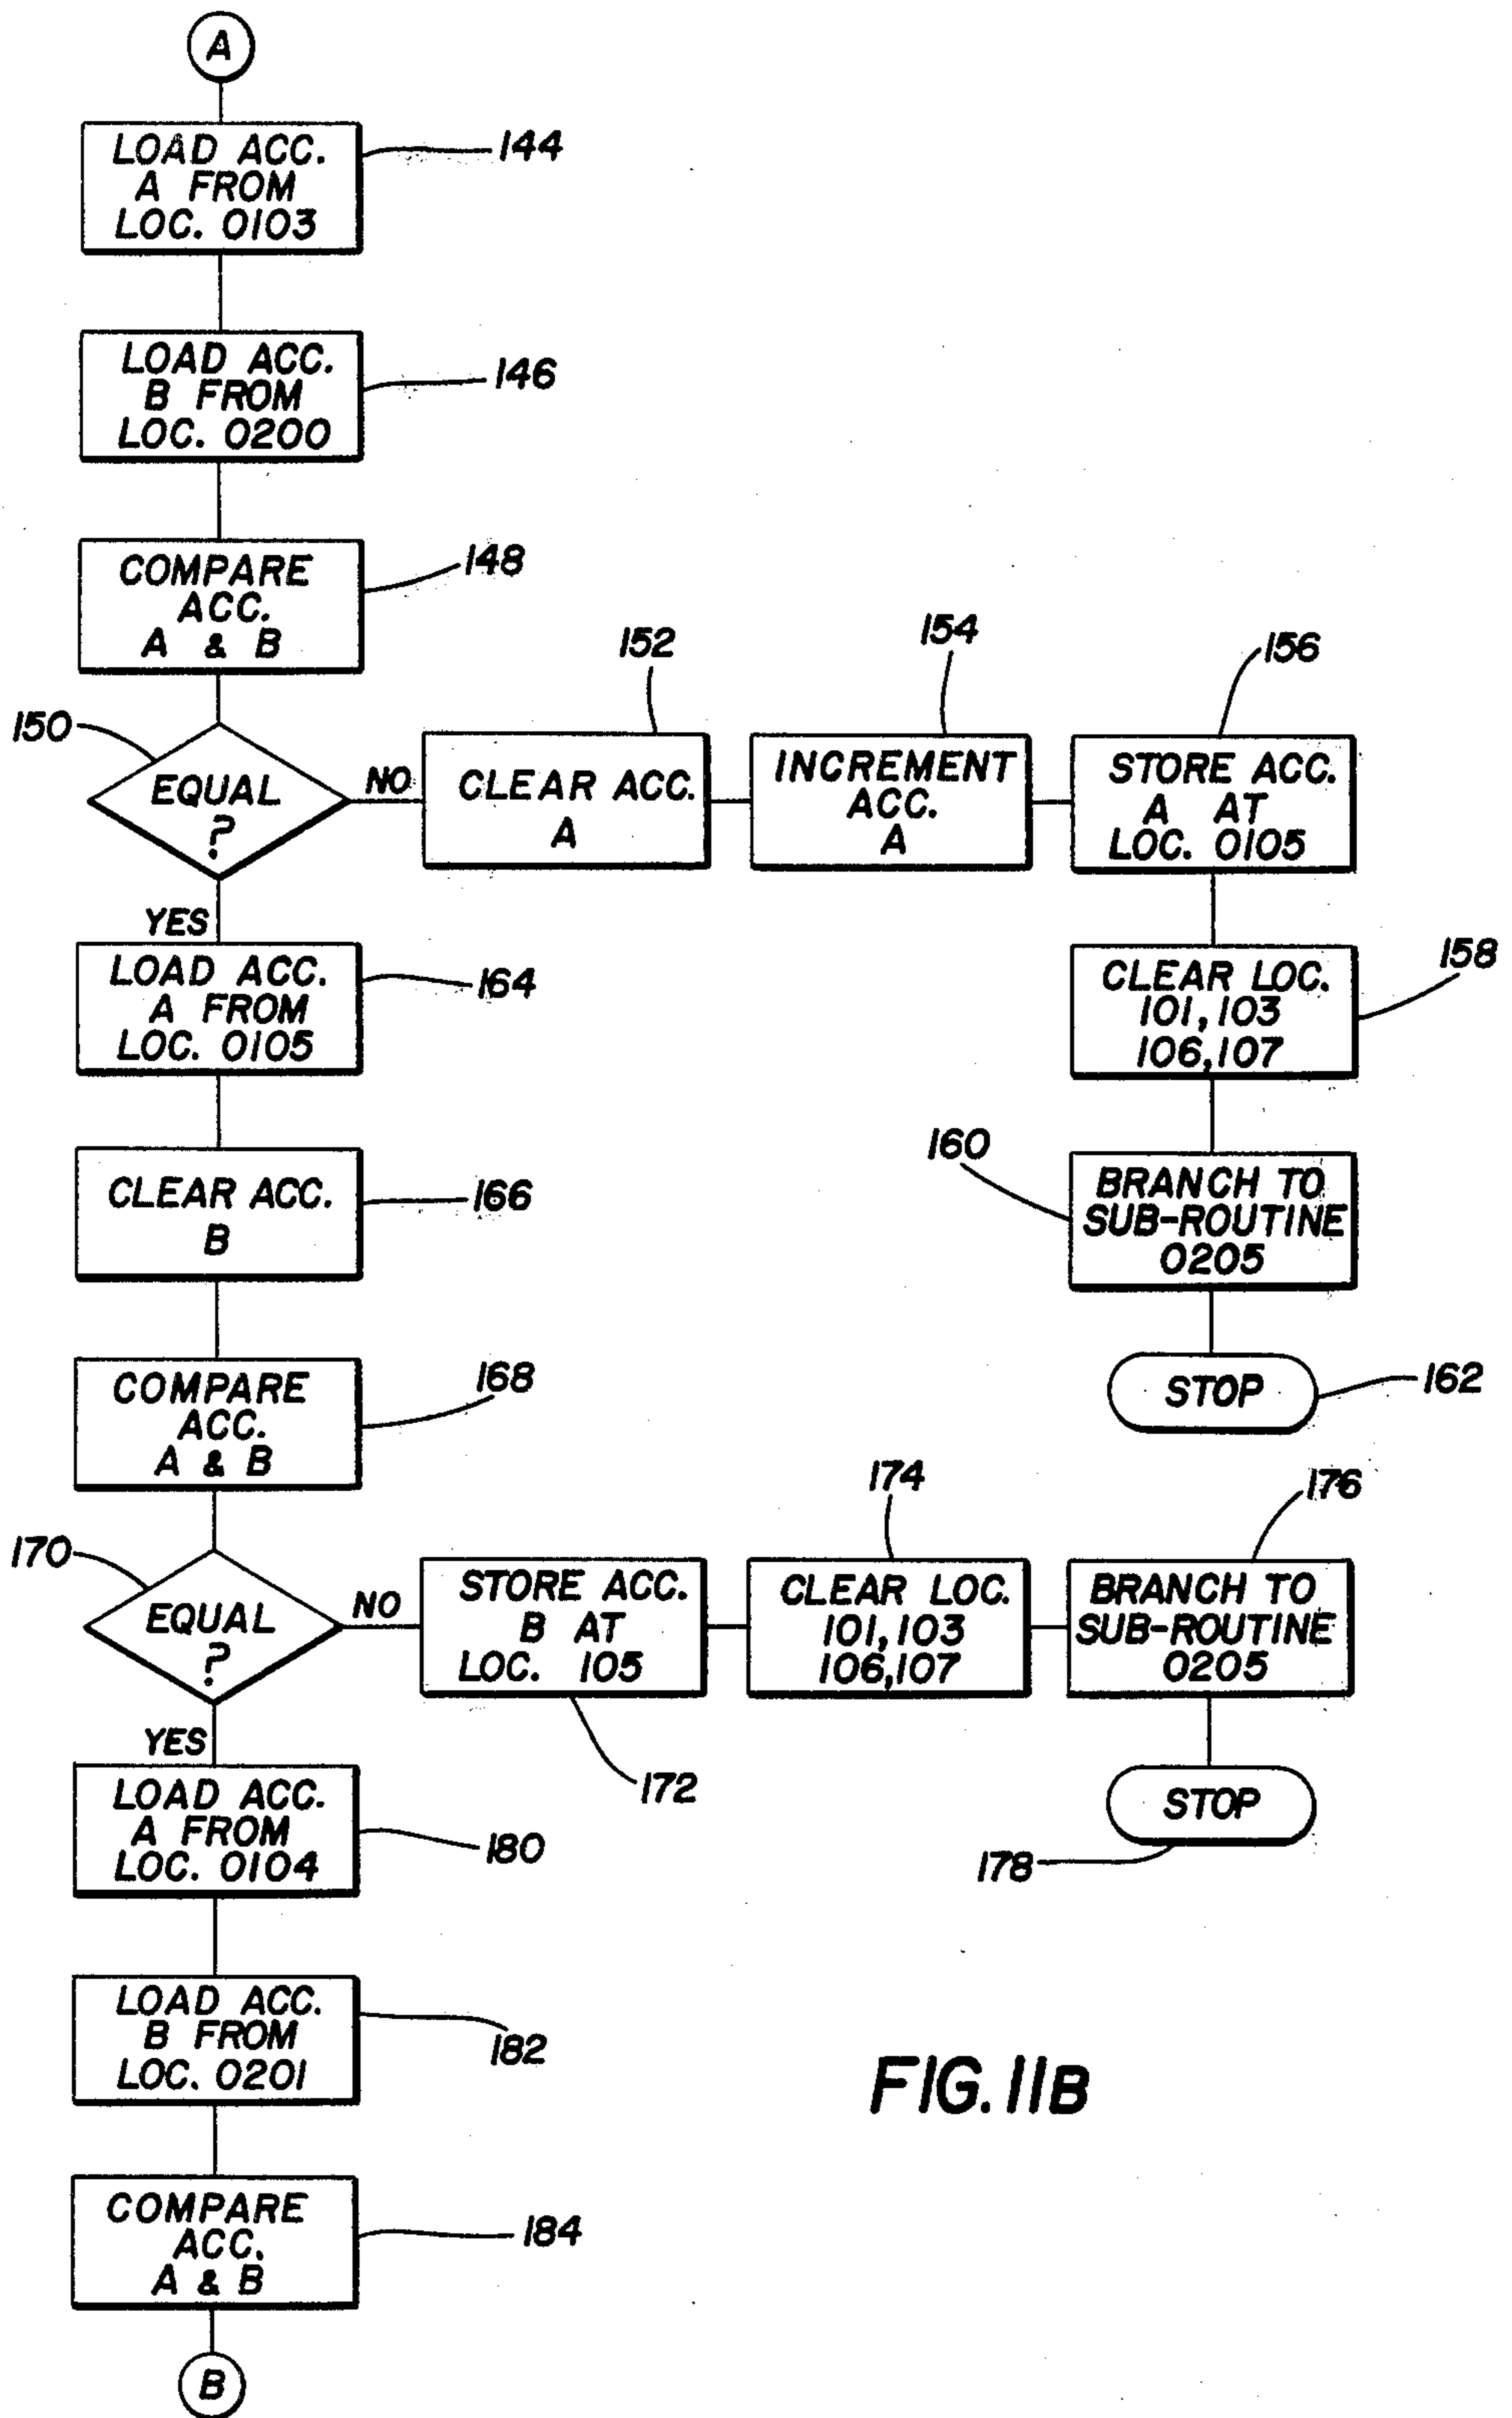 A
LOAD ACC.
A FROM
LOC. 0103
144
LOAD ACC.
B FROM
LOC. 0200
146
COMPARE
ACC.
A & B
148
150
EQUAL
?
NO
152
CLEAR ACC.
A
154
INCREMENT
ACC.
A
156
STORE ACC.
A AT
LOC. 0105
158
CLEAR LOC.
101, 103
106, 107
160
BRANCH TO
SUB-ROUTINE
0205
STOP
162
YES
LOAD ACC.
A FROM
LOC. 0105
164
CLEAR ACC.
B
166
COMPARE
ACC.
A & B
168
170
EQUAL
?
NO
STORE ACC.
B AT
LOC. 105
172
174
CLEAR LOC.
101, 103
106, 107
176
BRANCH TO
SUB-ROUTINE
0205
STOP
178
YES
LOAD ACC.
A FROM
LOC. 0104
180
LOAD ACC.
B FROM
LOC. 0201
182
COMPARE
ACC.
A & B
184
B
FIG. 11B